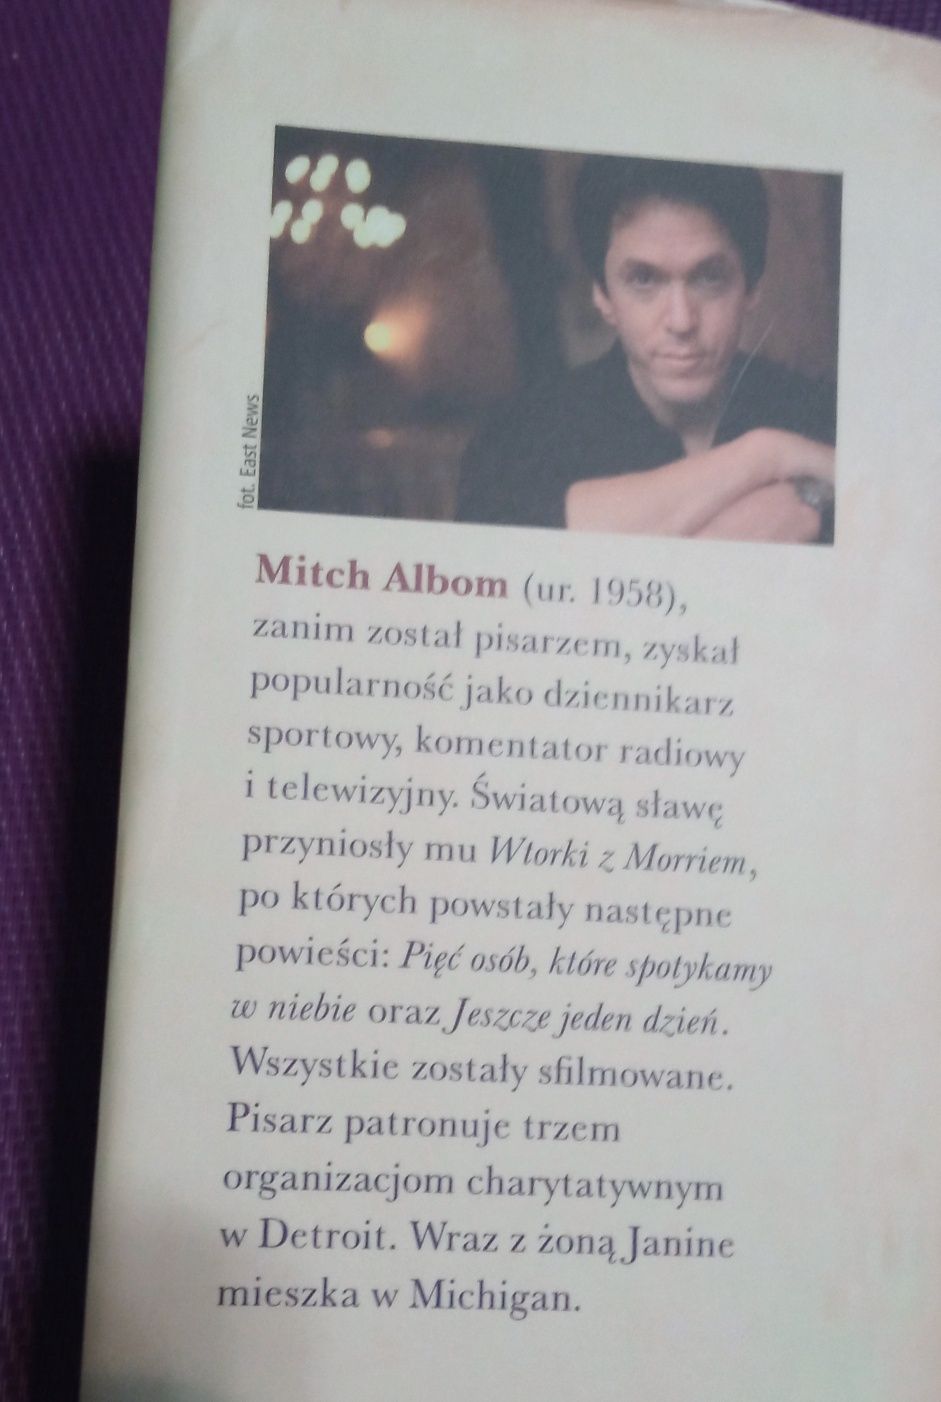 fot. East News
Mitch Albom (ur. 1958),
zanim został pisarzem, zyskał
popularność jako dziennikarz
sportowy, komentator radiowy
i telewizyjny. Światową sławę
przyniosły mu Wtorki z Morriem,
po których powstały następne
powieści: Pięć osób, które spotykamy
w niebie oraz Jeszcze jeden dzień.
Wszystkie zostały sfilmowane.
Pisarz patronuje trzem
organizacjom charytatywnym
w Detroit. Wraz z żoną Janine
mieszka w Michigan.